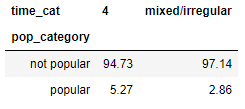 time_cat 4 mixed/irregular
pop_category
not popular 94.73 97.14
popular 5.27 2.86